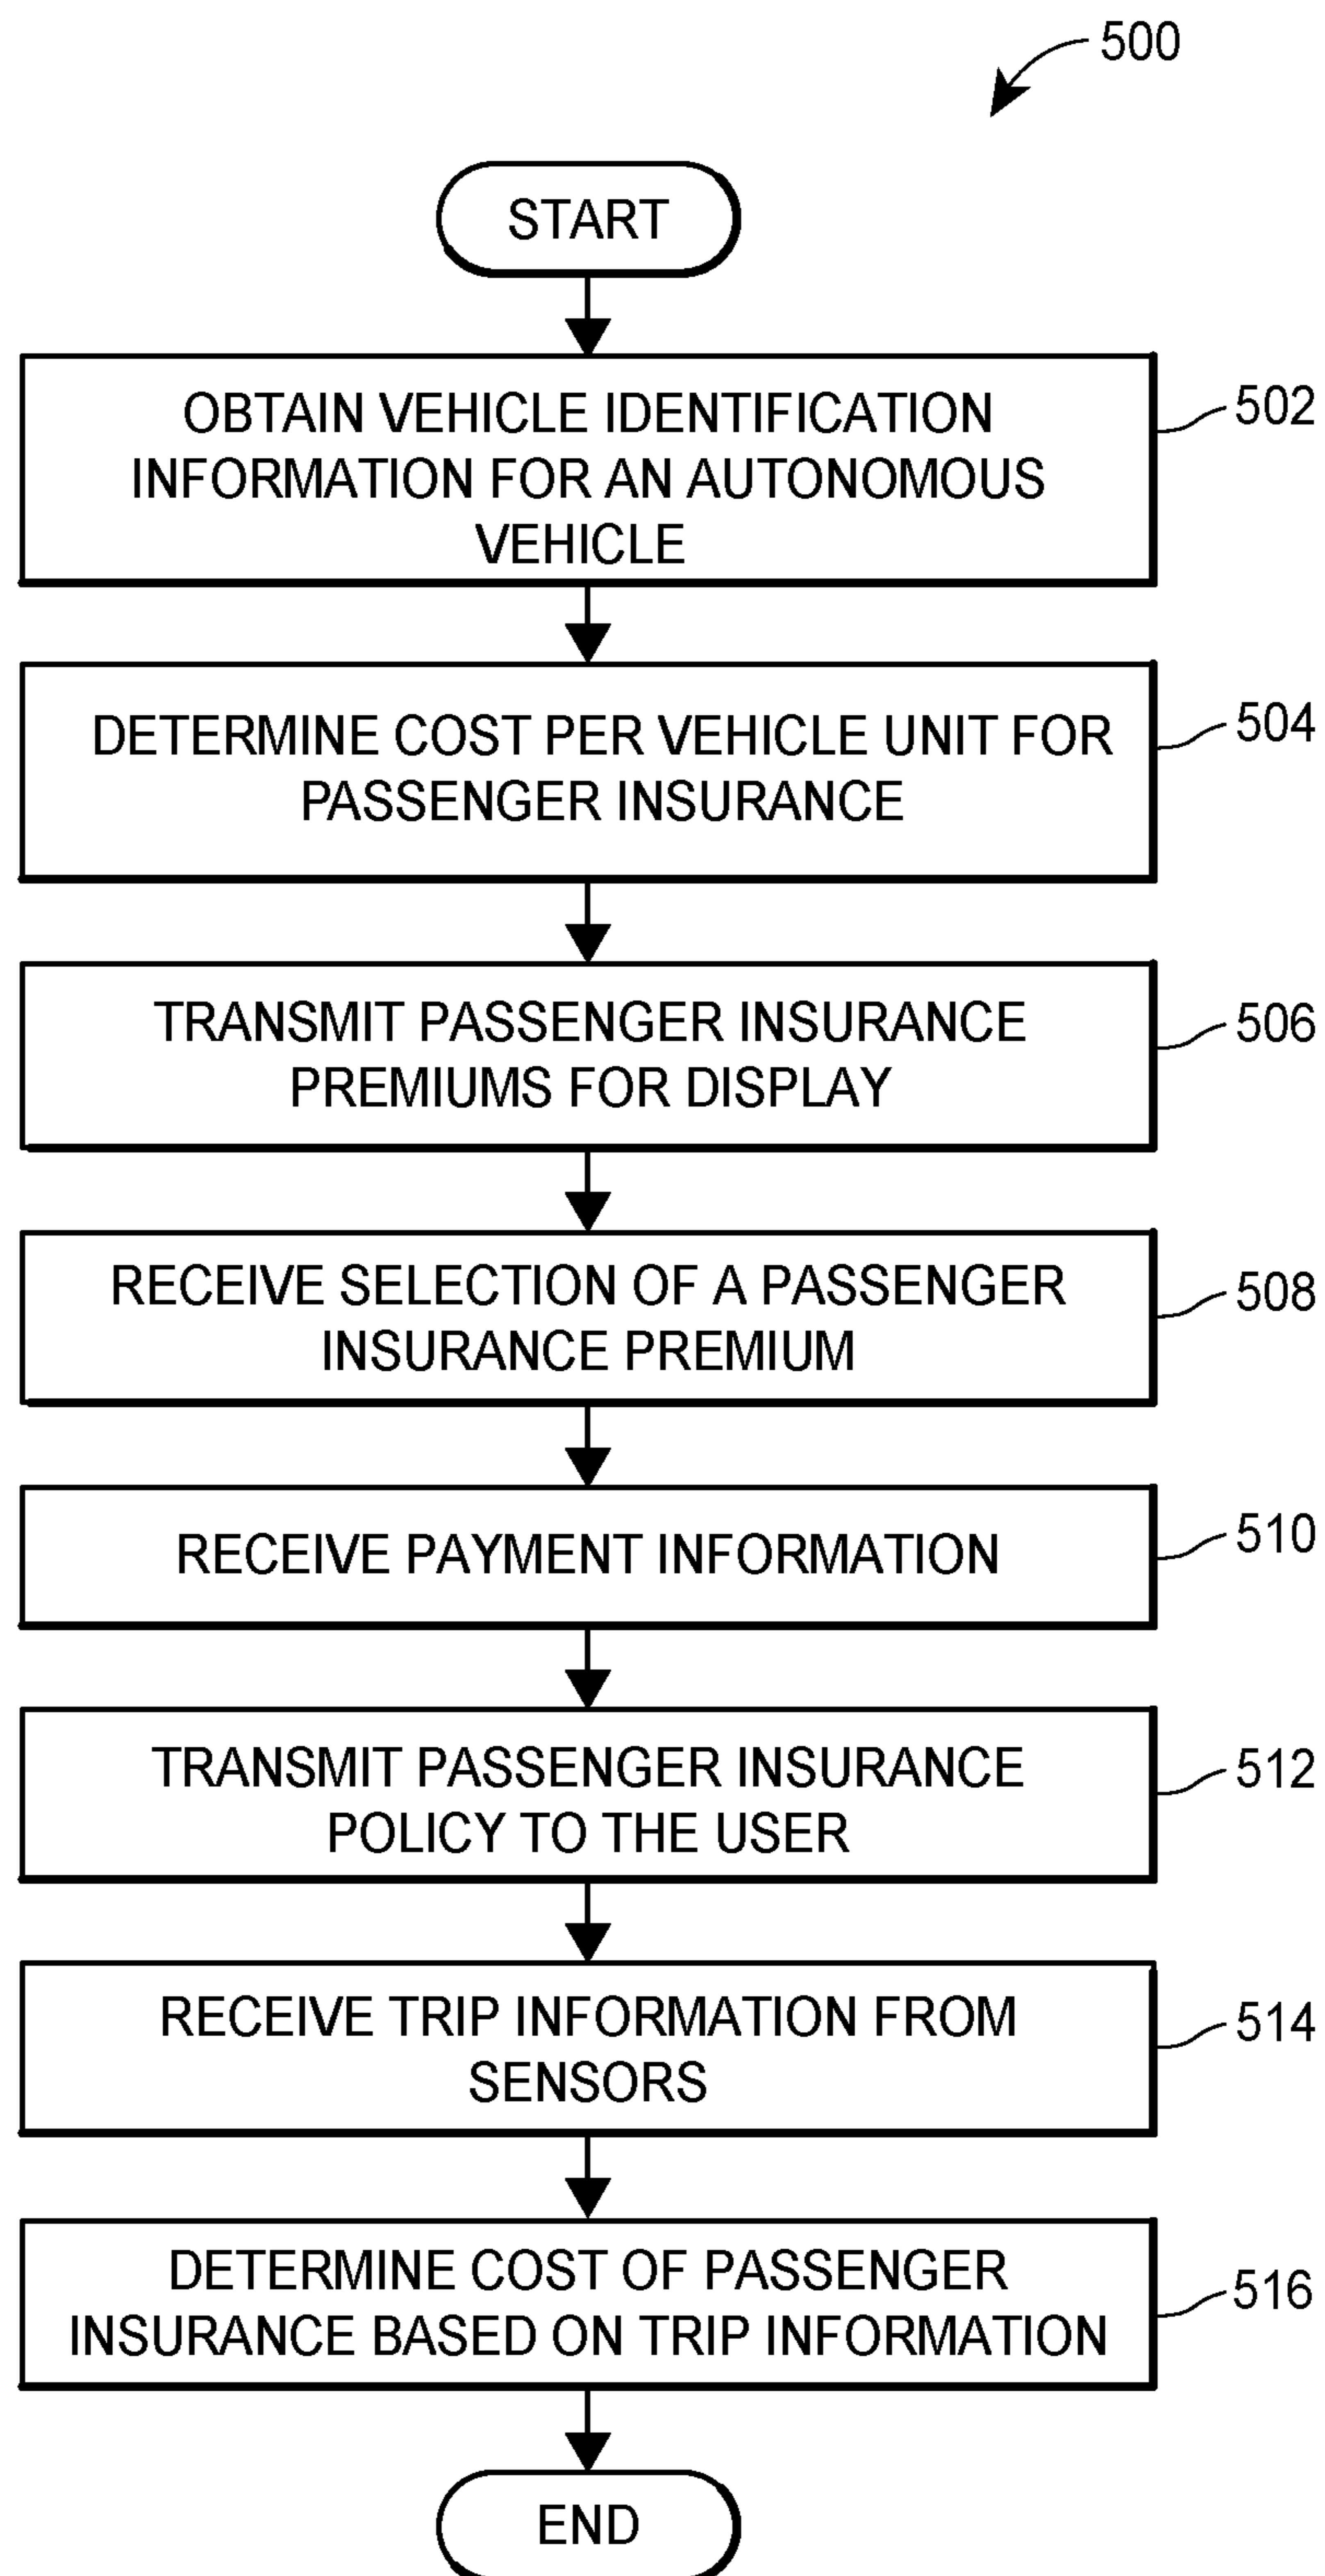 500
START
OBTAIN VEHICLE IDENTIFICATION
INFORMATION FOR AN AUTONOMOUS
VEHICLE
502
DETERMINE COST PER VEHICLE UNIT FOR
PASSENGER INSURANCE
504
TRANSMIT PASSENGER INSURANCE
PREMIUMS FOR DISPLAY
506
RECEIVE SELECTION OF A PASSENGER
INSURANCE PREMIUM
508
RECEIVE PAYMENT INFORMATION
510
TRANSMIT PASSENGER INSURANCE
POLICY TO THE USER
512
RECEIVE TRIP INFORMATION FROM
SENSORS
514
DETERMINE COST OF PASSENGER
INSURANCE BASED ON TRIP INFORMATION
516
END